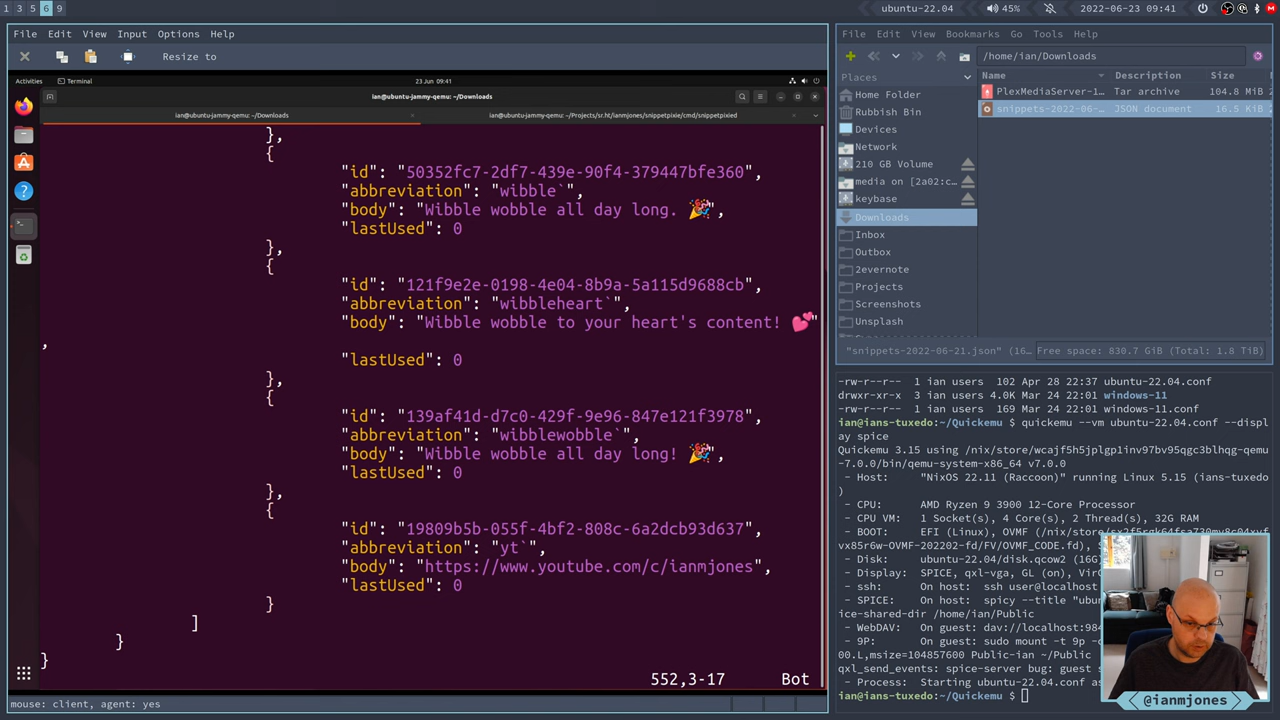 1 2 3 5 6 9
ubuntu-22.04
45%
2022-06-23 09:41
File Edit View Input Options Help
Resize to
Activities
Terminal
23 Jun 09:41
ian@ubuntu-jammy-qemu: ~/Downloads
ian@ubuntu-jammy-qemu: ~/Downloads
ian@ubuntu-jammy-qemu: ~/Projects/sr.ht/ianmjones/snippetpixie/cmd/snippetpixied
},
{
"id": "50352fc7-2df7-439e-90f4-379447bfe360",
"abbreviation": "wibble`",
"body": "Wibble wobble all day long. 🎉",
"lastUsed": 0
},
{
"id": "121f9e2e-0198-4e04-8b9a-5a115d9688cb",
"abbreviation": "wibbleheart`",
"body": "Wibble wobble to your heart's content! 💕"
,
"lastUsed": 0
},
{
"id": "139af41d-d7c0-429f-9e96-847e121f3978",
"abbreviation": "wibblewobble`",
"body": "Wibble wobble all day long! 🎉",
"lastUsed": 0
},
{
"id": "19809b5b-055f-4bf2-808c-6a2dcb93d637",
"abbreviation": "yt`",
"body": "https://www.youtube.com/c/ianmjones",
"lastUsed": 0
}
]
}
}
552,3-17
Bot
mouse: client, agent: yes
File Edit View Bookmarks Go Tools Help
/home/ian/Downloads
Places
Home Folder
Rubbish Bin
Devices
Network
210 GB Volume
media on [2a02:c…
keybase
Downloads
Inbox
Outbox
2evernote
Projects
Screenshots
Unsplash
Name Description Size
PlexMediaServer-1… Tar archive 104.8 MiB
snippets-2022-06-… JSON document 16.5 KiB
"snippets-2022-06-21.json" (16…
Free space: 830.7 GiB (Total: 1.8 TiB)
-rw-r--r-- 1 ian users 102 Apr 28 22:37 ubuntu-22.04.conf
drwxr-xr-x 3 ian users 4.0K Mar 24 22:01 windows-11
-rw-r--r-- 1 ian users 169 Mar 24 22:01 windows-11.conf
ian@ians-tuxedo:~/Quickemu $ quickemu --vm ubuntu-22.04.conf --displ
ay spice
Quickemu 3.15 using /nix/store/wcajf5h5jplgp1inv97bv95qgc3blhqg-qemu
-7.0.0/bin/qemu-system-x86_64 v7.0.0
- Host: "NixOS 22.11 (Raccoon)" running Linux 5.15 (ians-tuxedo
)
- CPU: AMD Ryzen 9 3900 12-Core Processor
- CPU VM: 1 Socket(s), 4 Core(s), 2 Thread(s), 32G RAM
- BOOT: EFI (Linux), OVMF
vx85r6w-OVMF-202202-fd/FV/OVMF_CODE.fd),
- Disk: ubuntu-22.04/disk.qcow2 (16G
- Display: SPICE, qxl-vga, GL (on), Vir
- ssh: On host: ssh user@localhost
- SPICE: On host: spicy --title "ubun
ice-shared-dir /home/ian/Public
- WebDAV: On guest: dav://localhost:984
- 9P: On guest: sudo mount -t 9p -o
00.L,msize=104857600 Public-ian ~/Public
qxl_send_events: spice-server bug: guest s
- Process: Starting ubuntu-22.04.conf as
ian@ians-tuxedo:~/Quickemu $
@ianmjones